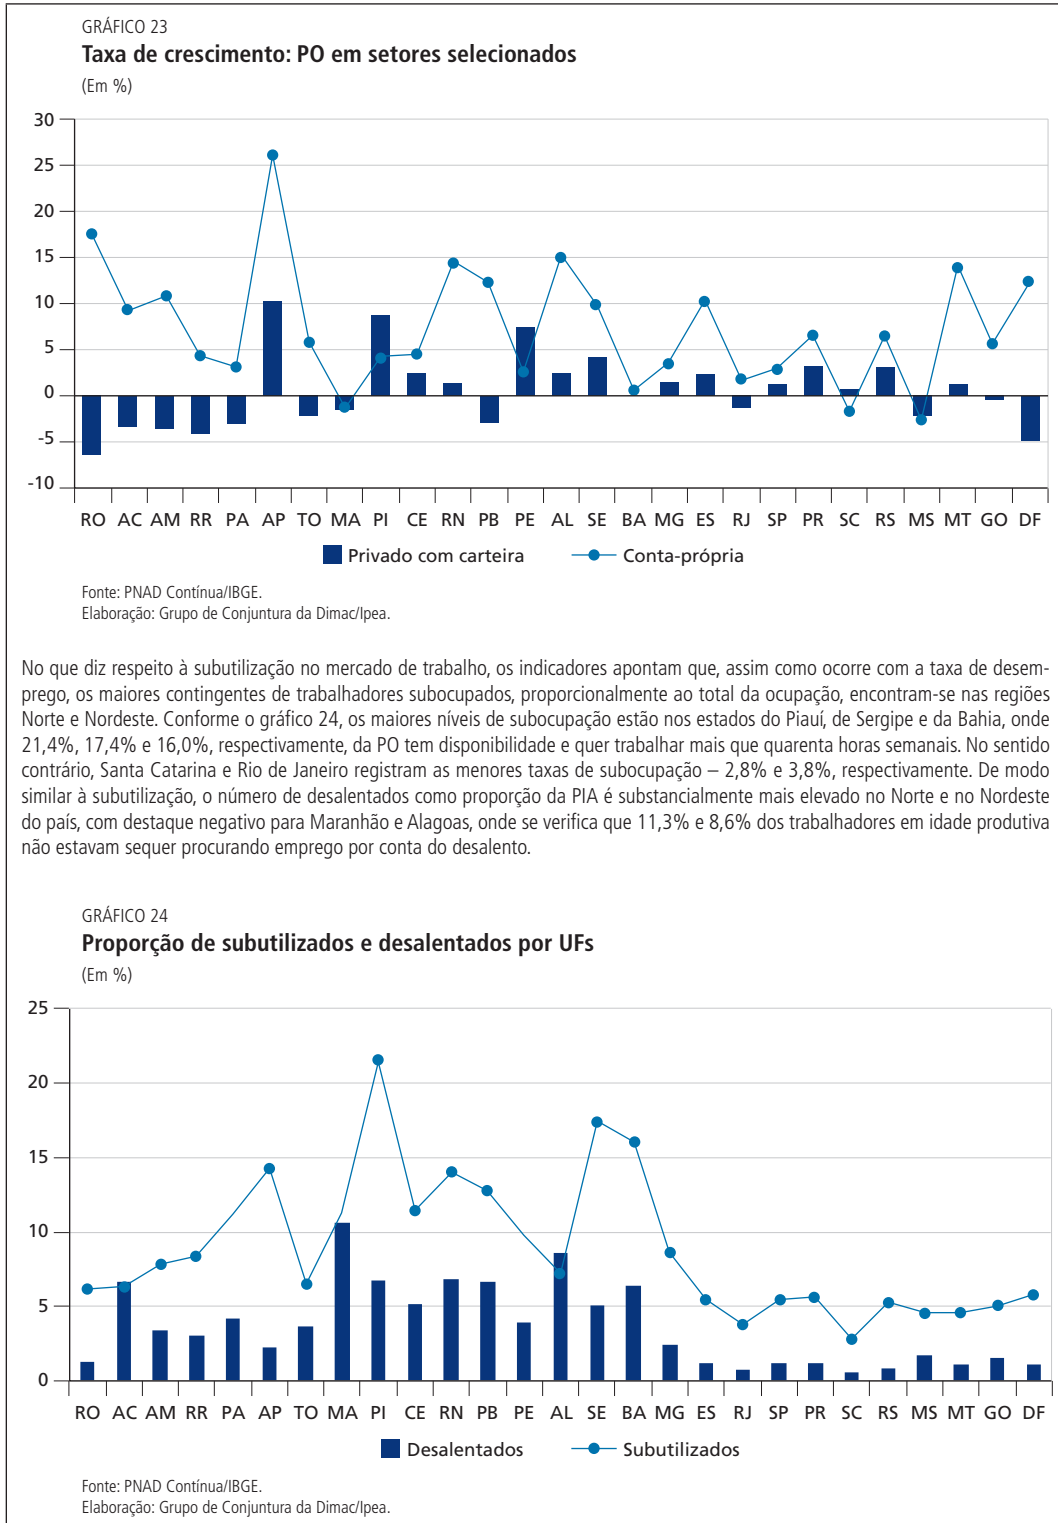 GRÁFICO 23
Taxa de crescimento: PO em setores selecionados
(Em %)
30
25
20
15
10
5
0
-5
-10
RO AC AM RR PA AP TO MA PI CE RN PB PE AL SE BA MG ES RJ SP PR SC RS MS MT GO DF
Privado com carteira Conta-própria
Fonte: PNAD Contínua/IBGE.
Elaboração: Grupo de Conjuntura da Dimac/Ipea.
No que diz respeito à subutilização no mercado de trabalho, os indicadores apontam que, assim como ocorre com a taxa de desem-
prego, os maiores contingentes de trabalhadores subocupados, proporcionalmente ao total da ocupação, encontram-se nas regiões
Norte e Nordeste. Conforme o gráfico 24, os maiores níveis de subocupação estão nos estados do Piauí, de Sergipe e da Bahia, onde
21,4%, 17,4% e 16,0%, respectivamente, da PO tem disponibilidade e quer trabalhar mais que quarenta horas semanais. No sentido
contrário, Santa Catarina e Rio de Janeiro registram as menores taxas de subocupação – 2,8% e 3,8%, respectivamente. De modo
similar à subutilização, o número de desalentados como proporção da PIA é substancialmente mais elevado no Norte e no Nordeste
do país, com destaque negativo para Maranhão e Alagoas, onde se verifica que 11,3% e 8,6% dos trabalhadores em idade produtiva
não estavam sequer procurando emprego por conta do desalento.
GRÁFICO 24
Proporção de subutilizados e desalentados por UFs
(Em %)
25
20
15
10
5
0
RO AC AM RR PA AP TO MA PI CE RN PB PE AL SE BA MG ES RJ SP PR SC RS MS MT GO DF
Desalentados Subutilizados
Fonte: PNAD Contínua/IBGE.
Elaboração: Grupo de Conjuntura da Dimac/Ipea.